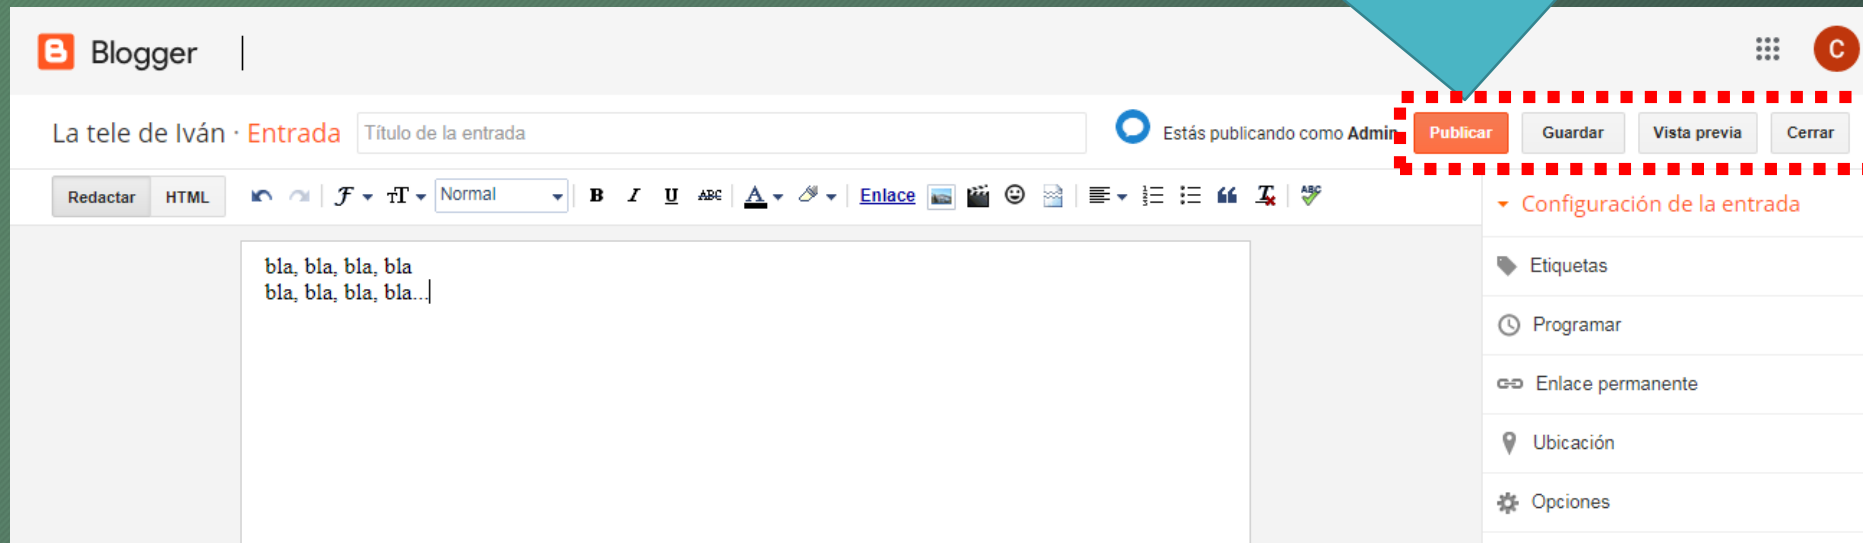 Blogger
C
La tele de Iván · Entrada Título de la entrada Estás publicando como Admin Publicar Guardar Vista previa Cerrar
Redactar HTML Normal B I U ABC A Enlace ABC
Configuración de la entrada
bla, bla, bla, bla
bla, bla, bla, bla...
Etiquetas
Programar
Enlace permanente
Ubicación
Opciones